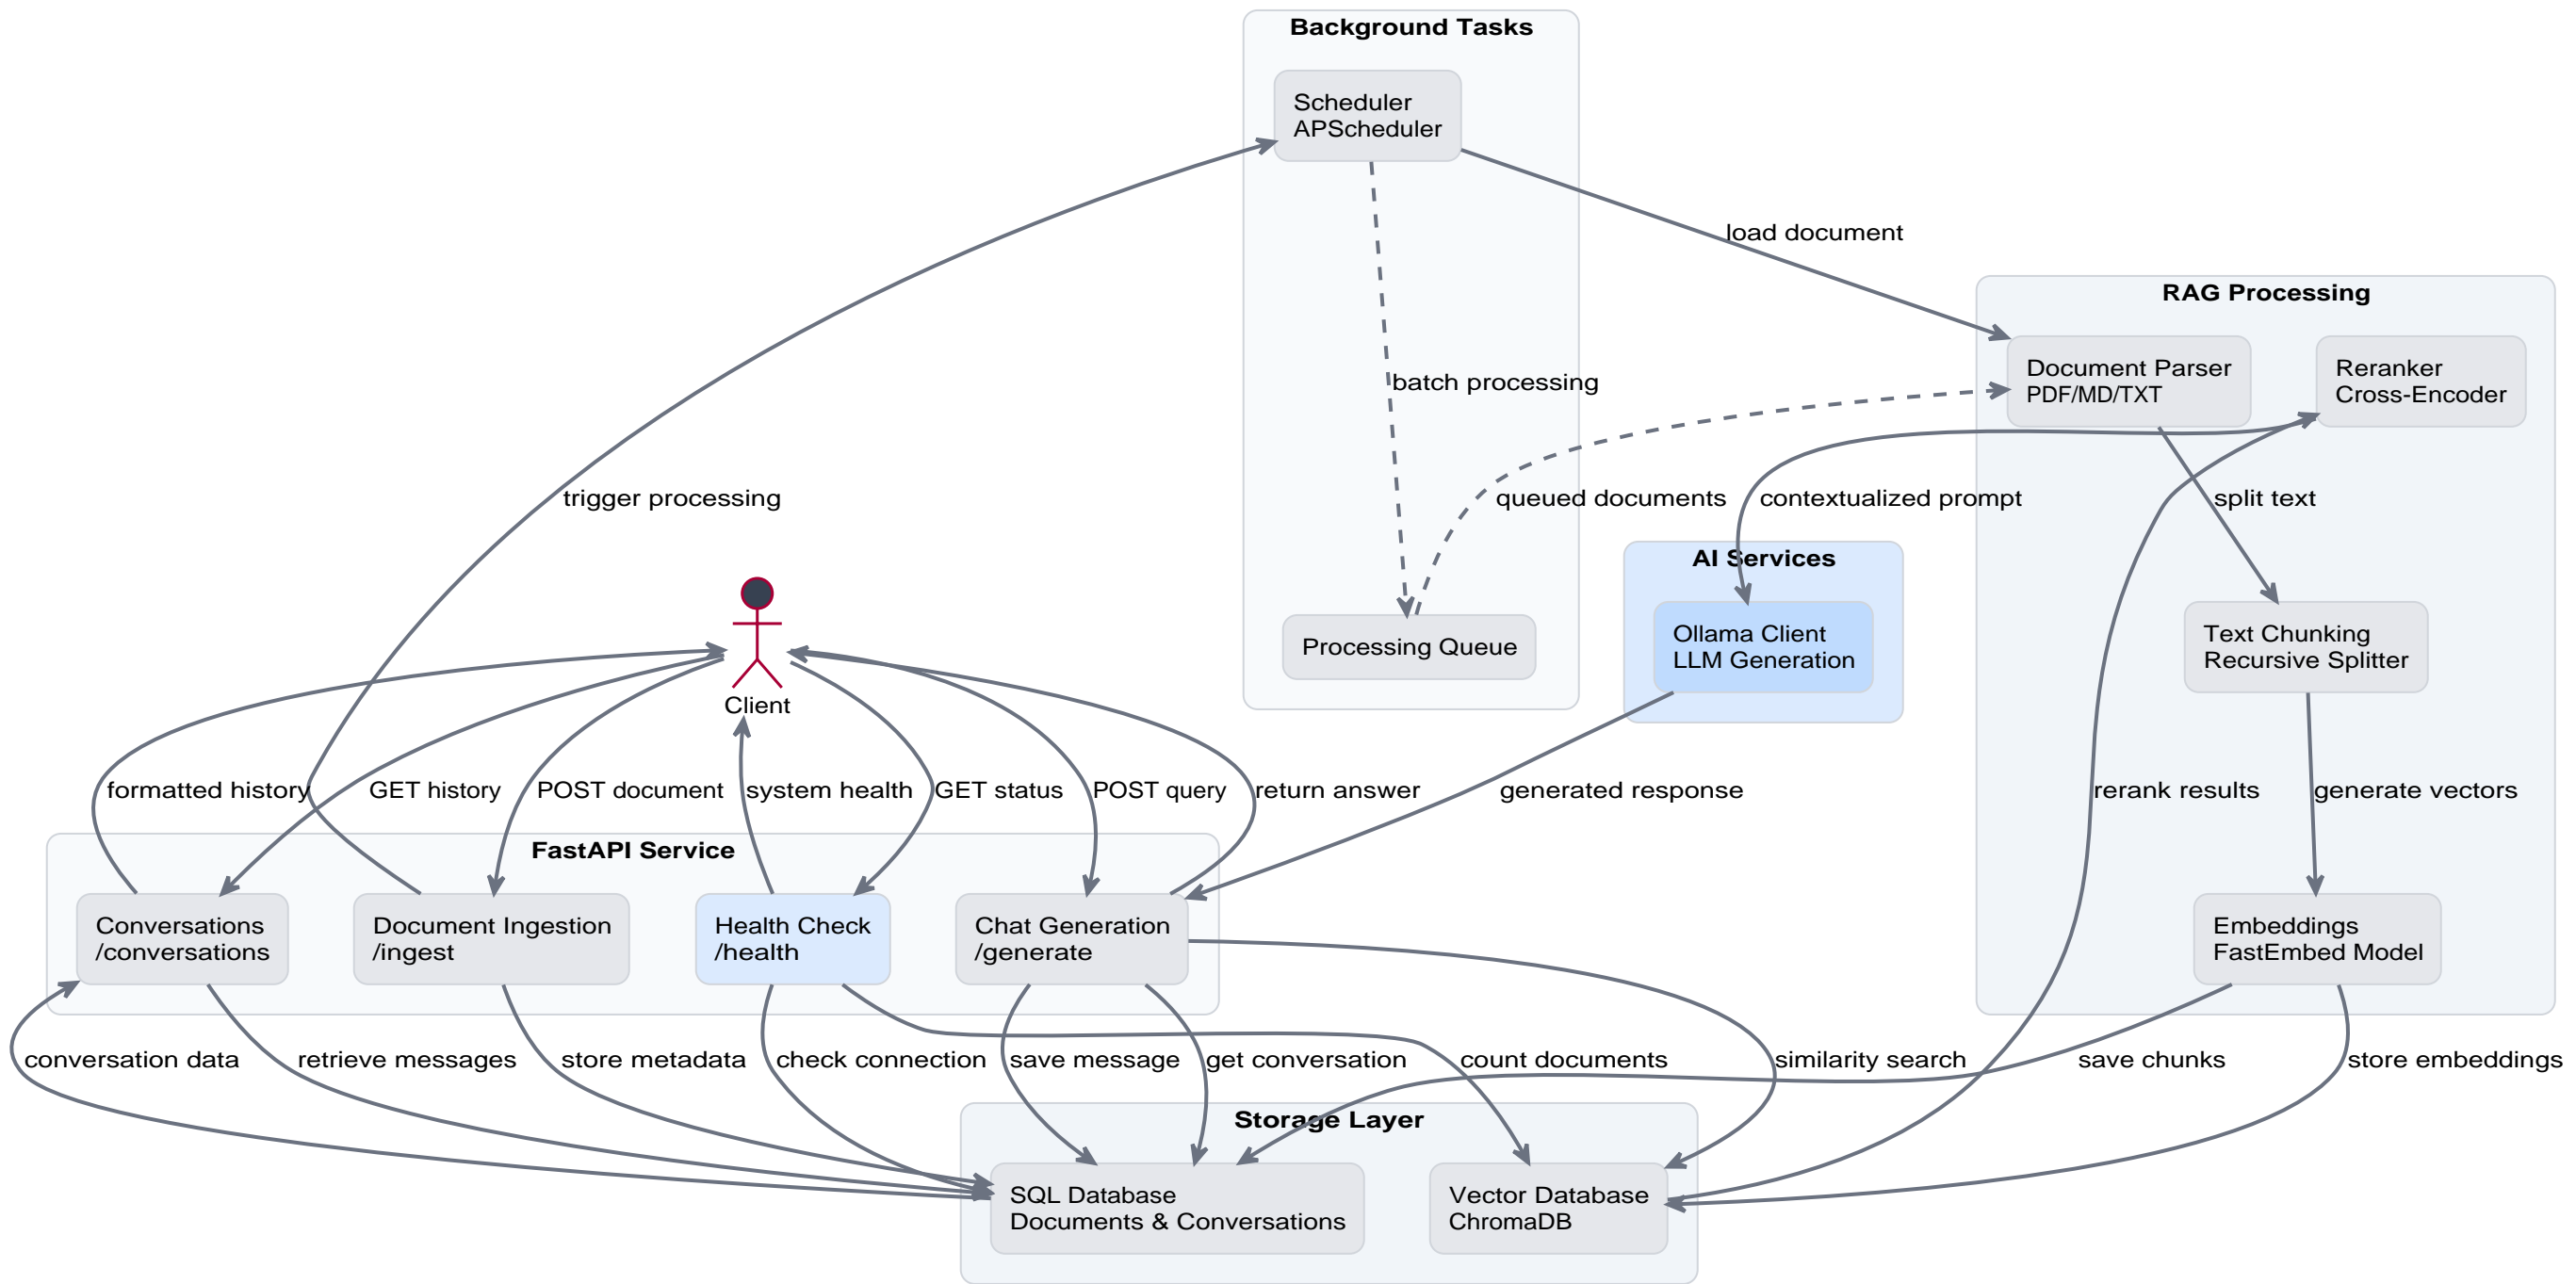 Background Tasks
Scheduler
APScheduler
load document
RAG Processing
Document Parser
PDF/MD/TXT
Reranker
Cross-Encoder
batch processing
trigger processing
queued documents
contextualized prompt
split text
AI Services
Ollama Client
LLM Generation
Processing Queue
Text Chunking
Recursive Splitter
Client
formatted history
GET history
POST document
system health
GET status
POST query
return answer
generated response
rerank results
generate vectors
FastAPI Service
Conversations
/conversations
Document Ingestion
/ingest
Health Check
/health
Chat Generation
/generate
Embeddings
FastEmbed Model
conversation data
retrieve messages
store metadata
check connection
save message
get conversation
count documents
similarity search
save chunks
store embeddings
Storage Layer
SQL Database
Documents & Conversations
Vector Database
ChromaDB